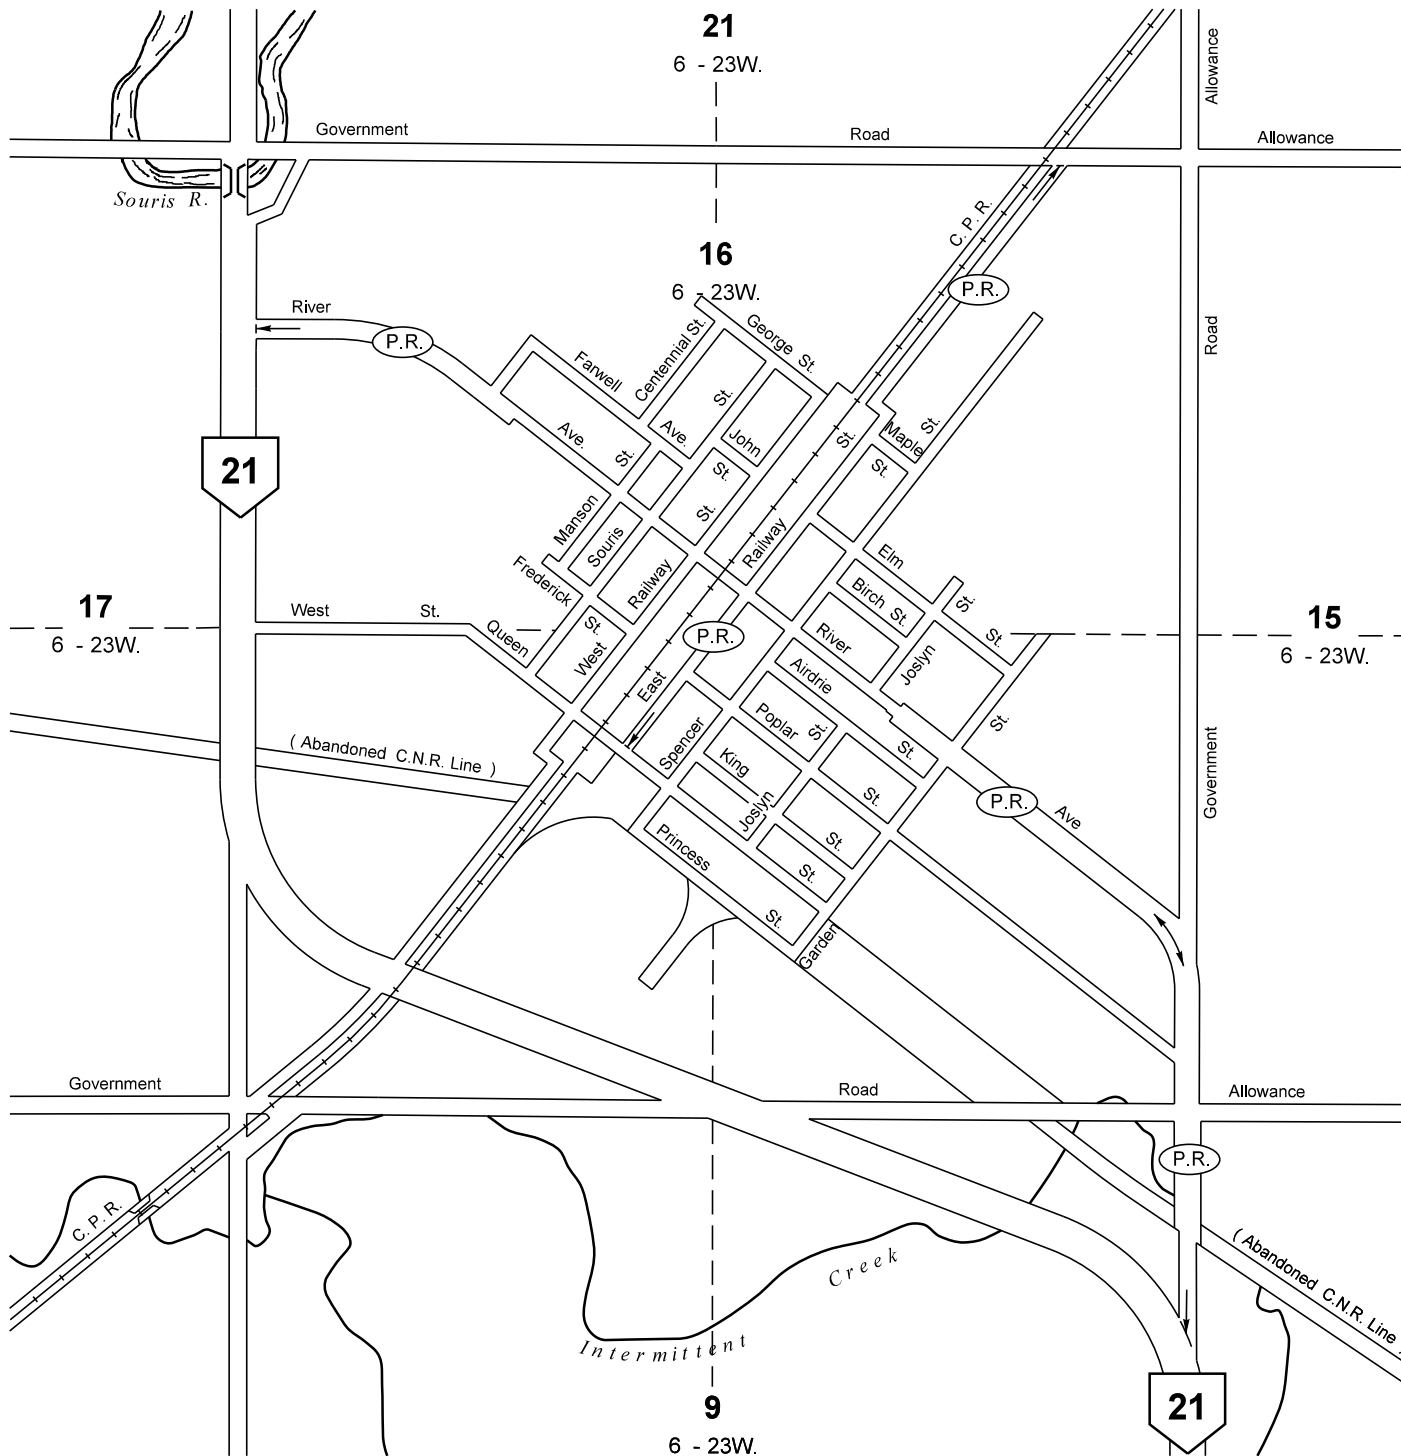 21
6 - 23W.
Allowance
Government Road Allowance
Souris R.
C. P. R.
16
6 - 23W.
P.R.
River
P.R.
George St.
Centennial St.
Farwell
Ave. St.
Ave. St.
John
St.
St.
Maple
St.
St.
St.
Road
21
Manson
Souris
Frederick
St.
Railway
West
Railway
Elm
St.
Birch St.
St.
17
6 - 23W.
West St.
Queen
P.R.
River
Joslyn
15
6 - 23W.
East
Airdrie
St.
Spencer
Poplar
St.
King
Joslyn
St.
St.
St.
St.
( Abandoned C.N.R. Line )
P.R.
Ave
Government
Princess
St.
Garden
Government Road Allowance
P.R.
C. P. R.
Creek
( Abandoned C.N.R. Line )
Intermittent
9
6 - 23W.
21